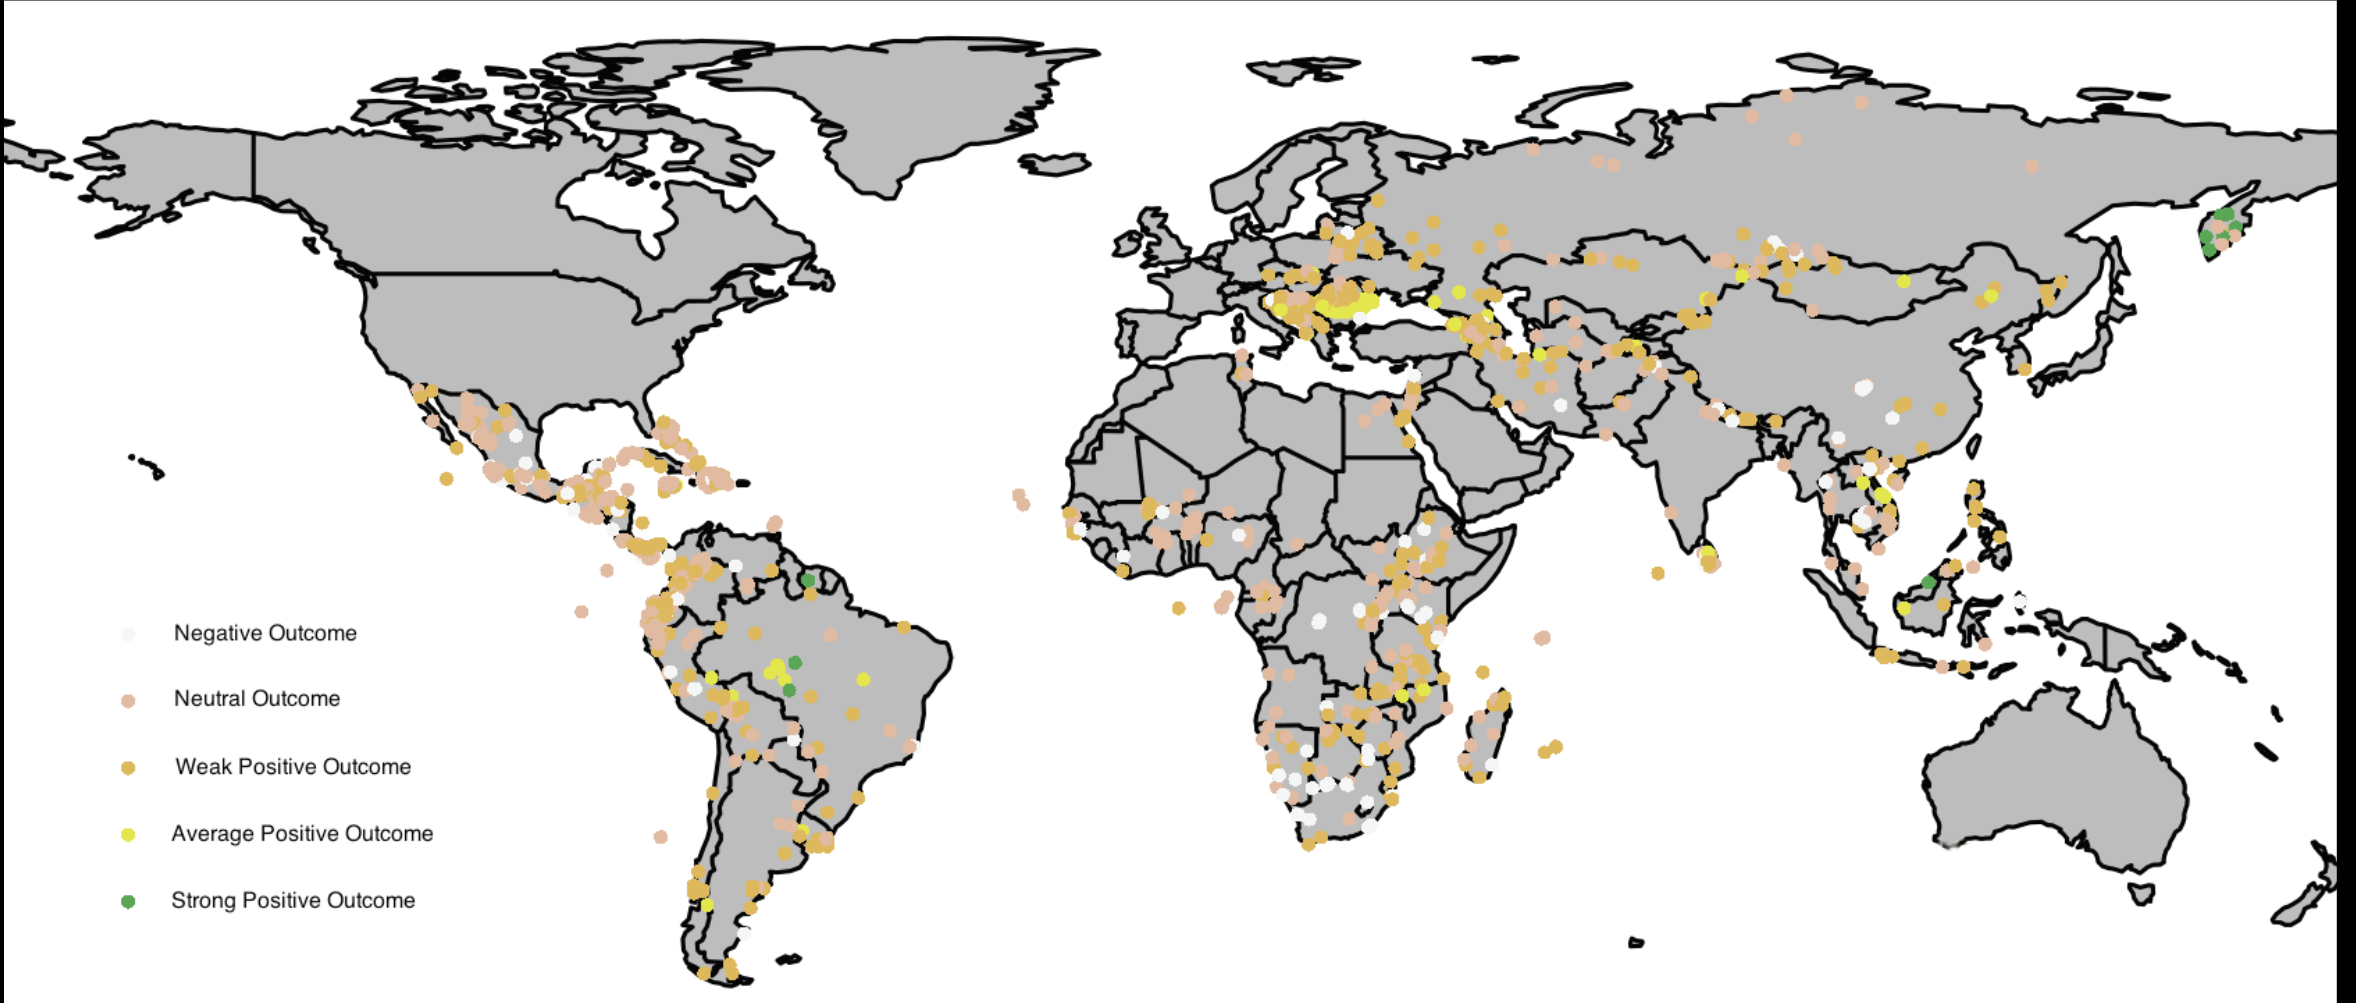 Negative Outcome
Neutral Outcome
Weak Positive Outcome
Average Positive Outcome
Strong Positive Outcome